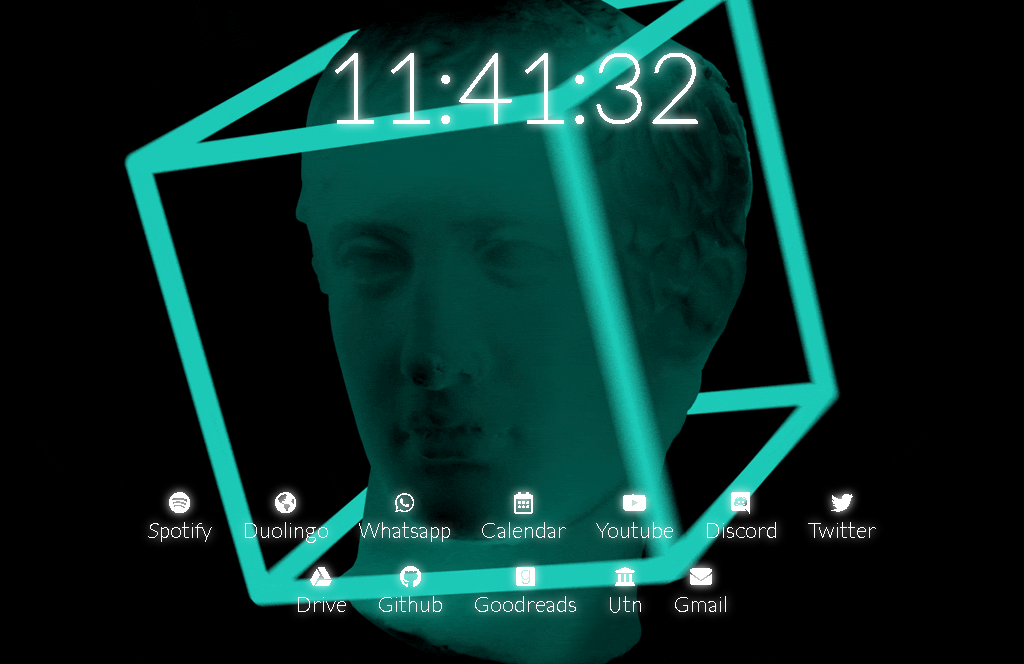 11:41:32
Spotify Duolingo Whatsapp Calendar Youtube Discord Twitter
Drive Github Goodreads Utn Gmail